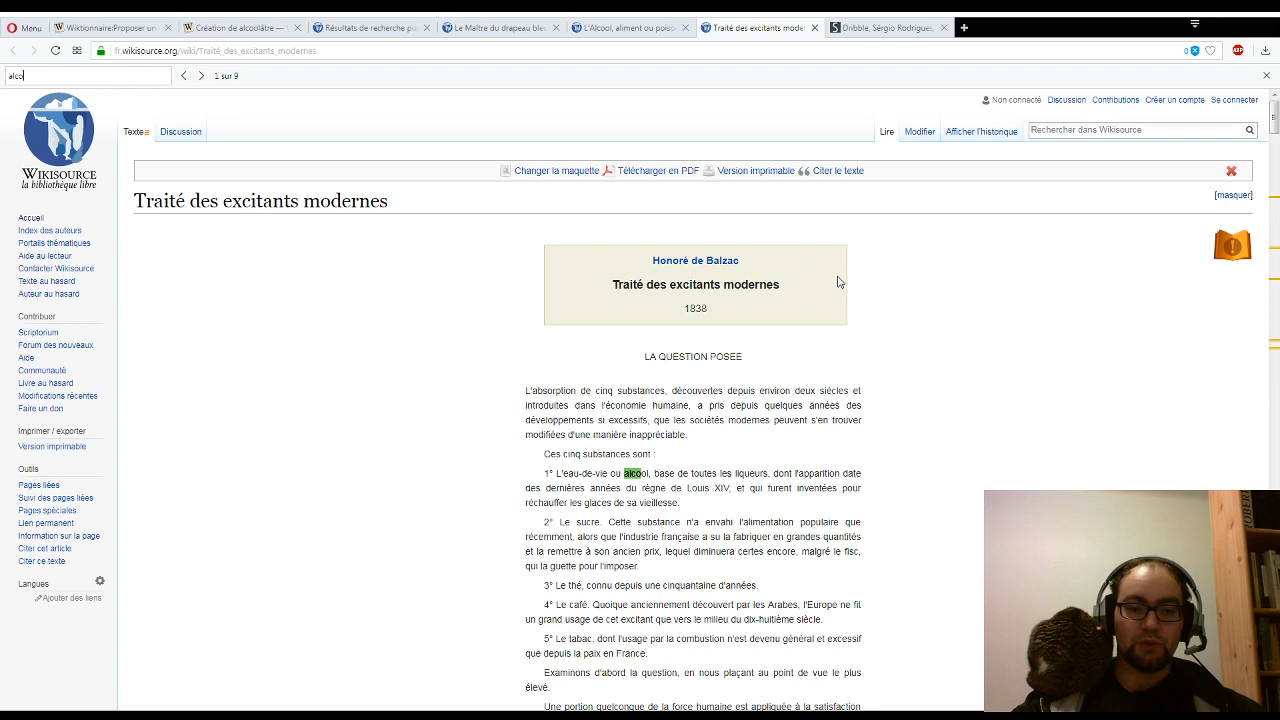 Menu
Wiktionnaire:Proposer un
Création de alcoolâtre —
Résultats de recherche po
Le Maître du drapeau bleu
L'Alcool, aliment ou poiso
Traité des excitants moder
Dribble, Sérgio Rodrigues,
fr.wikisource.org/wiki/Traité_des_excitants_modernes
0
ABP
alco
1 sur 9
Non connecté Discussion Contributions Créer un compte Se connecter
Texte Discussion
Lire Modifier Afficher l'historique
Rechercher dans Wikisource
WIKISOURCE
la bibliothèque libre
Changer la maquette Télécharger en PDF Version imprimable Citer le texte
Traité des excitants modernes
[masquer]
Accueil
Index des auteurs
Portails thématiques
Aide au lecteur
Contacter Wikisource
Texte au hasard
Auteur au hasard
Contribuer
Scriptorium
Forum des nouveaux
Aide
Communauté
Livre au hasard
Modifications récentes
Faire un don
Imprimer / exporter
Version imprimable
Outils
Pages liées
Suivi des pages liées
Pages spéciales
Lien permanent
Information sur la page
Citer cet article
Citer ce texte
Langues
Ajouter des liens
Honoré de Balzac
Traité des excitants modernes
1838
LA QUESTION POSEE
L'absorption de cinq substances, découvertes depuis environ deux siècles et
introduites dans l'économie humaine, a pris depuis quelques années des
développements si excessifs, que les sociétés modernes peuvent s'en trouver
modifiées d'une manière inappréciable.
Ces cinq substances sont :
1° L'eau-de-vie ou alcool, base de toutes les liqueurs, dont l'apparition date
des dernières années du règne de Louis XIV, et qui furent inventées pour
réchauffer les glaces de sa vieillesse.
2° Le sucre. Cette substance n'a envahi l'alimentation populaire que
récemment, alors que l'industrie française a su la fabriquer en grandes quantités
et la remettre à son ancien prix, lequel diminuera certes encore, malgré le fisc,
qui la guette pour l'imposer.
3° Le thé, connu depuis une cinquantaine d'années.
4° Le café. Quoique anciennement découvert par les Arabes, l'Europe ne fit
un grand usage de cet excitant que vers le milieu du dix-huitième siècle.
5° Le tabac, dont l'usage par la combustion n'est devenu général et excessif
que depuis la paix en France.
Examinons d'abord la question, en nous plaçant au point de vue le plus
élevé.
Une portion quelconque de la force humaine est appliquée à la satisfaction